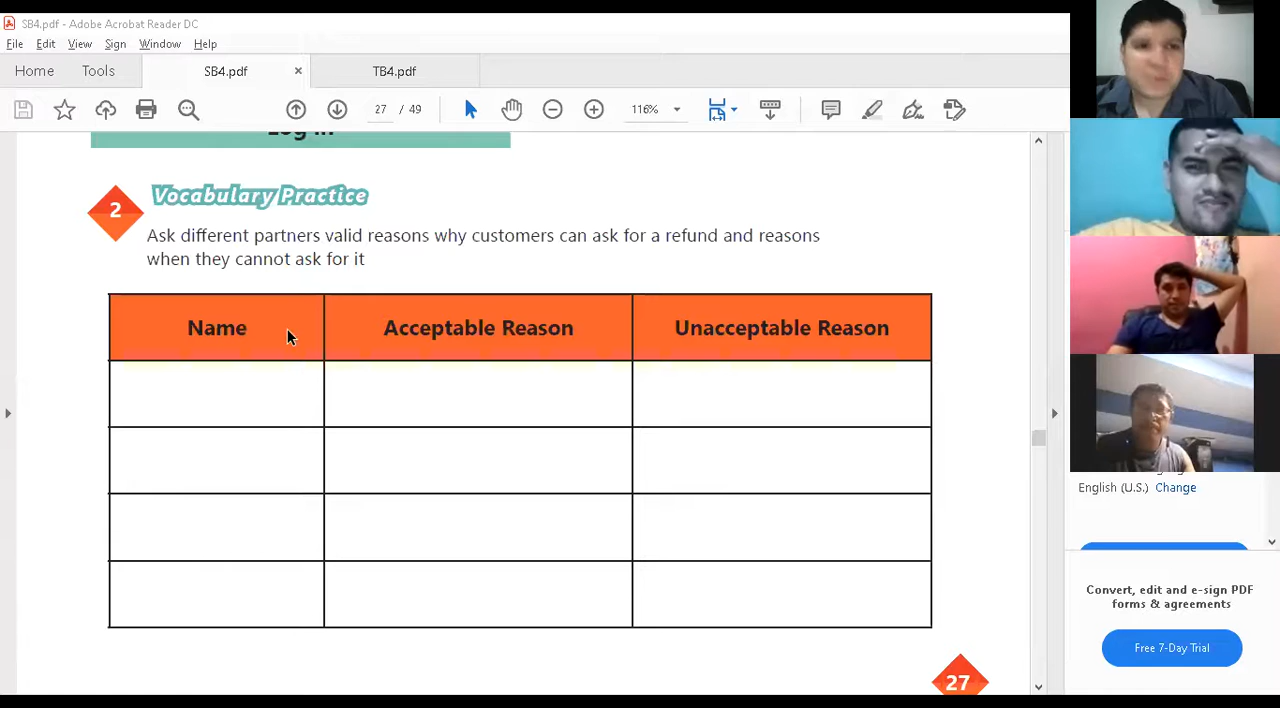 SB4.pdf - Adobe Acrobat Reader DC
File Edit View Sign Window Help
Home Tools SB4.pdf × TB4.pdf
27 / 49 116%
Log in
2 Vocabulary Practice
Ask different partners valid reasons why customers can ask for a refund and reasons
when they cannot ask for it
Name Acceptable Reason Unacceptable Reason
27
English (U.S.) Change
Convert, edit and e-sign PDF
forms & agreements
Free 7-Day Trial